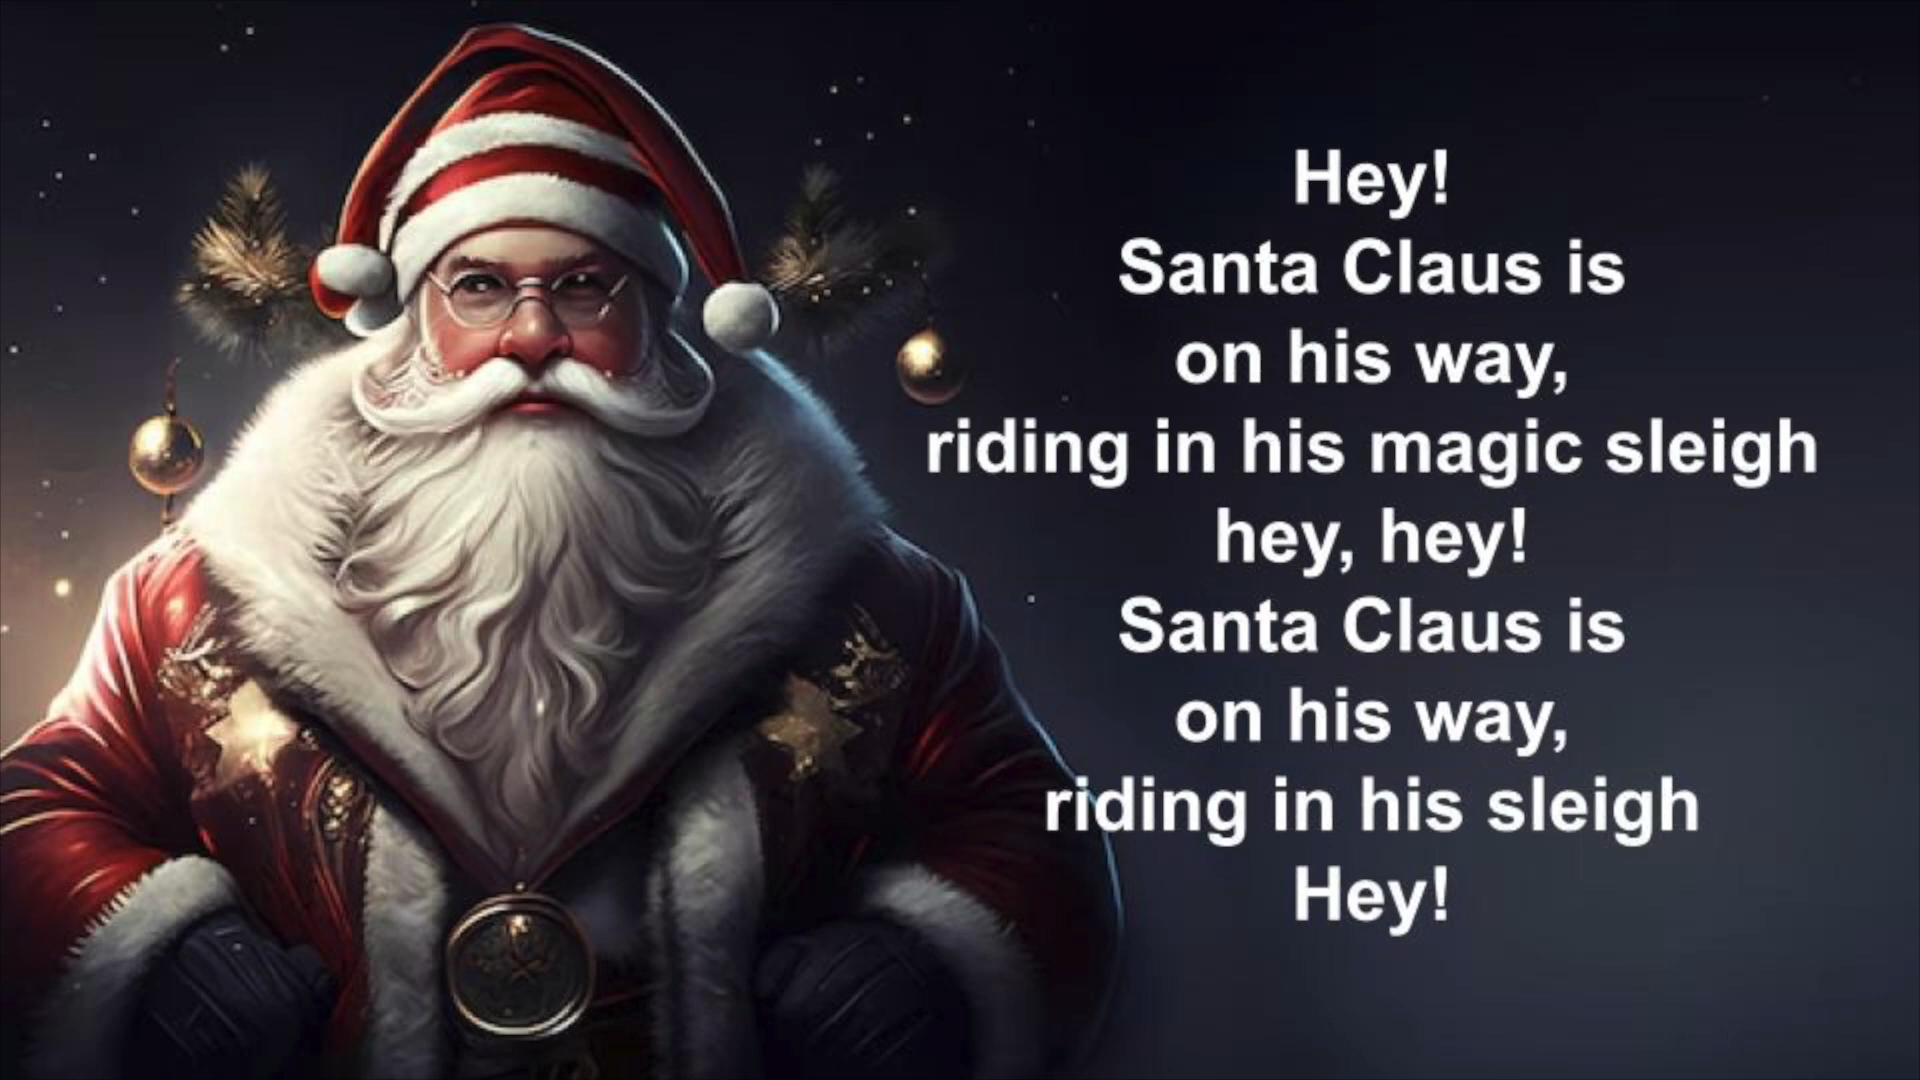 Hey!
Santa Claus is
on his way,
riding in his magic sleigh
hey, hey!
Santa Claus is
on his way,
riding in his sleigh
Hey!